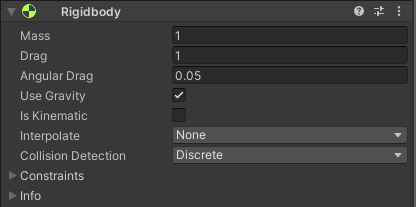 Rigidbody
Mass 1
Drag 1
Angular Drag 0.05
Use Gravity
Is Kinematic
Interpolate None
Collision Detection Discrete
Constraints
Info